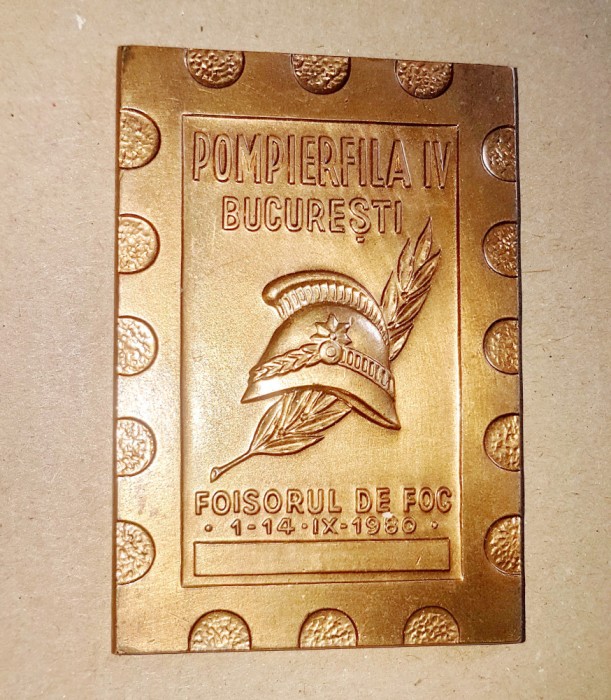 POMPIERFILA IV
BUCUREȘTI
FOISORUL DE FOC
· 1-14·IX-1980 ·